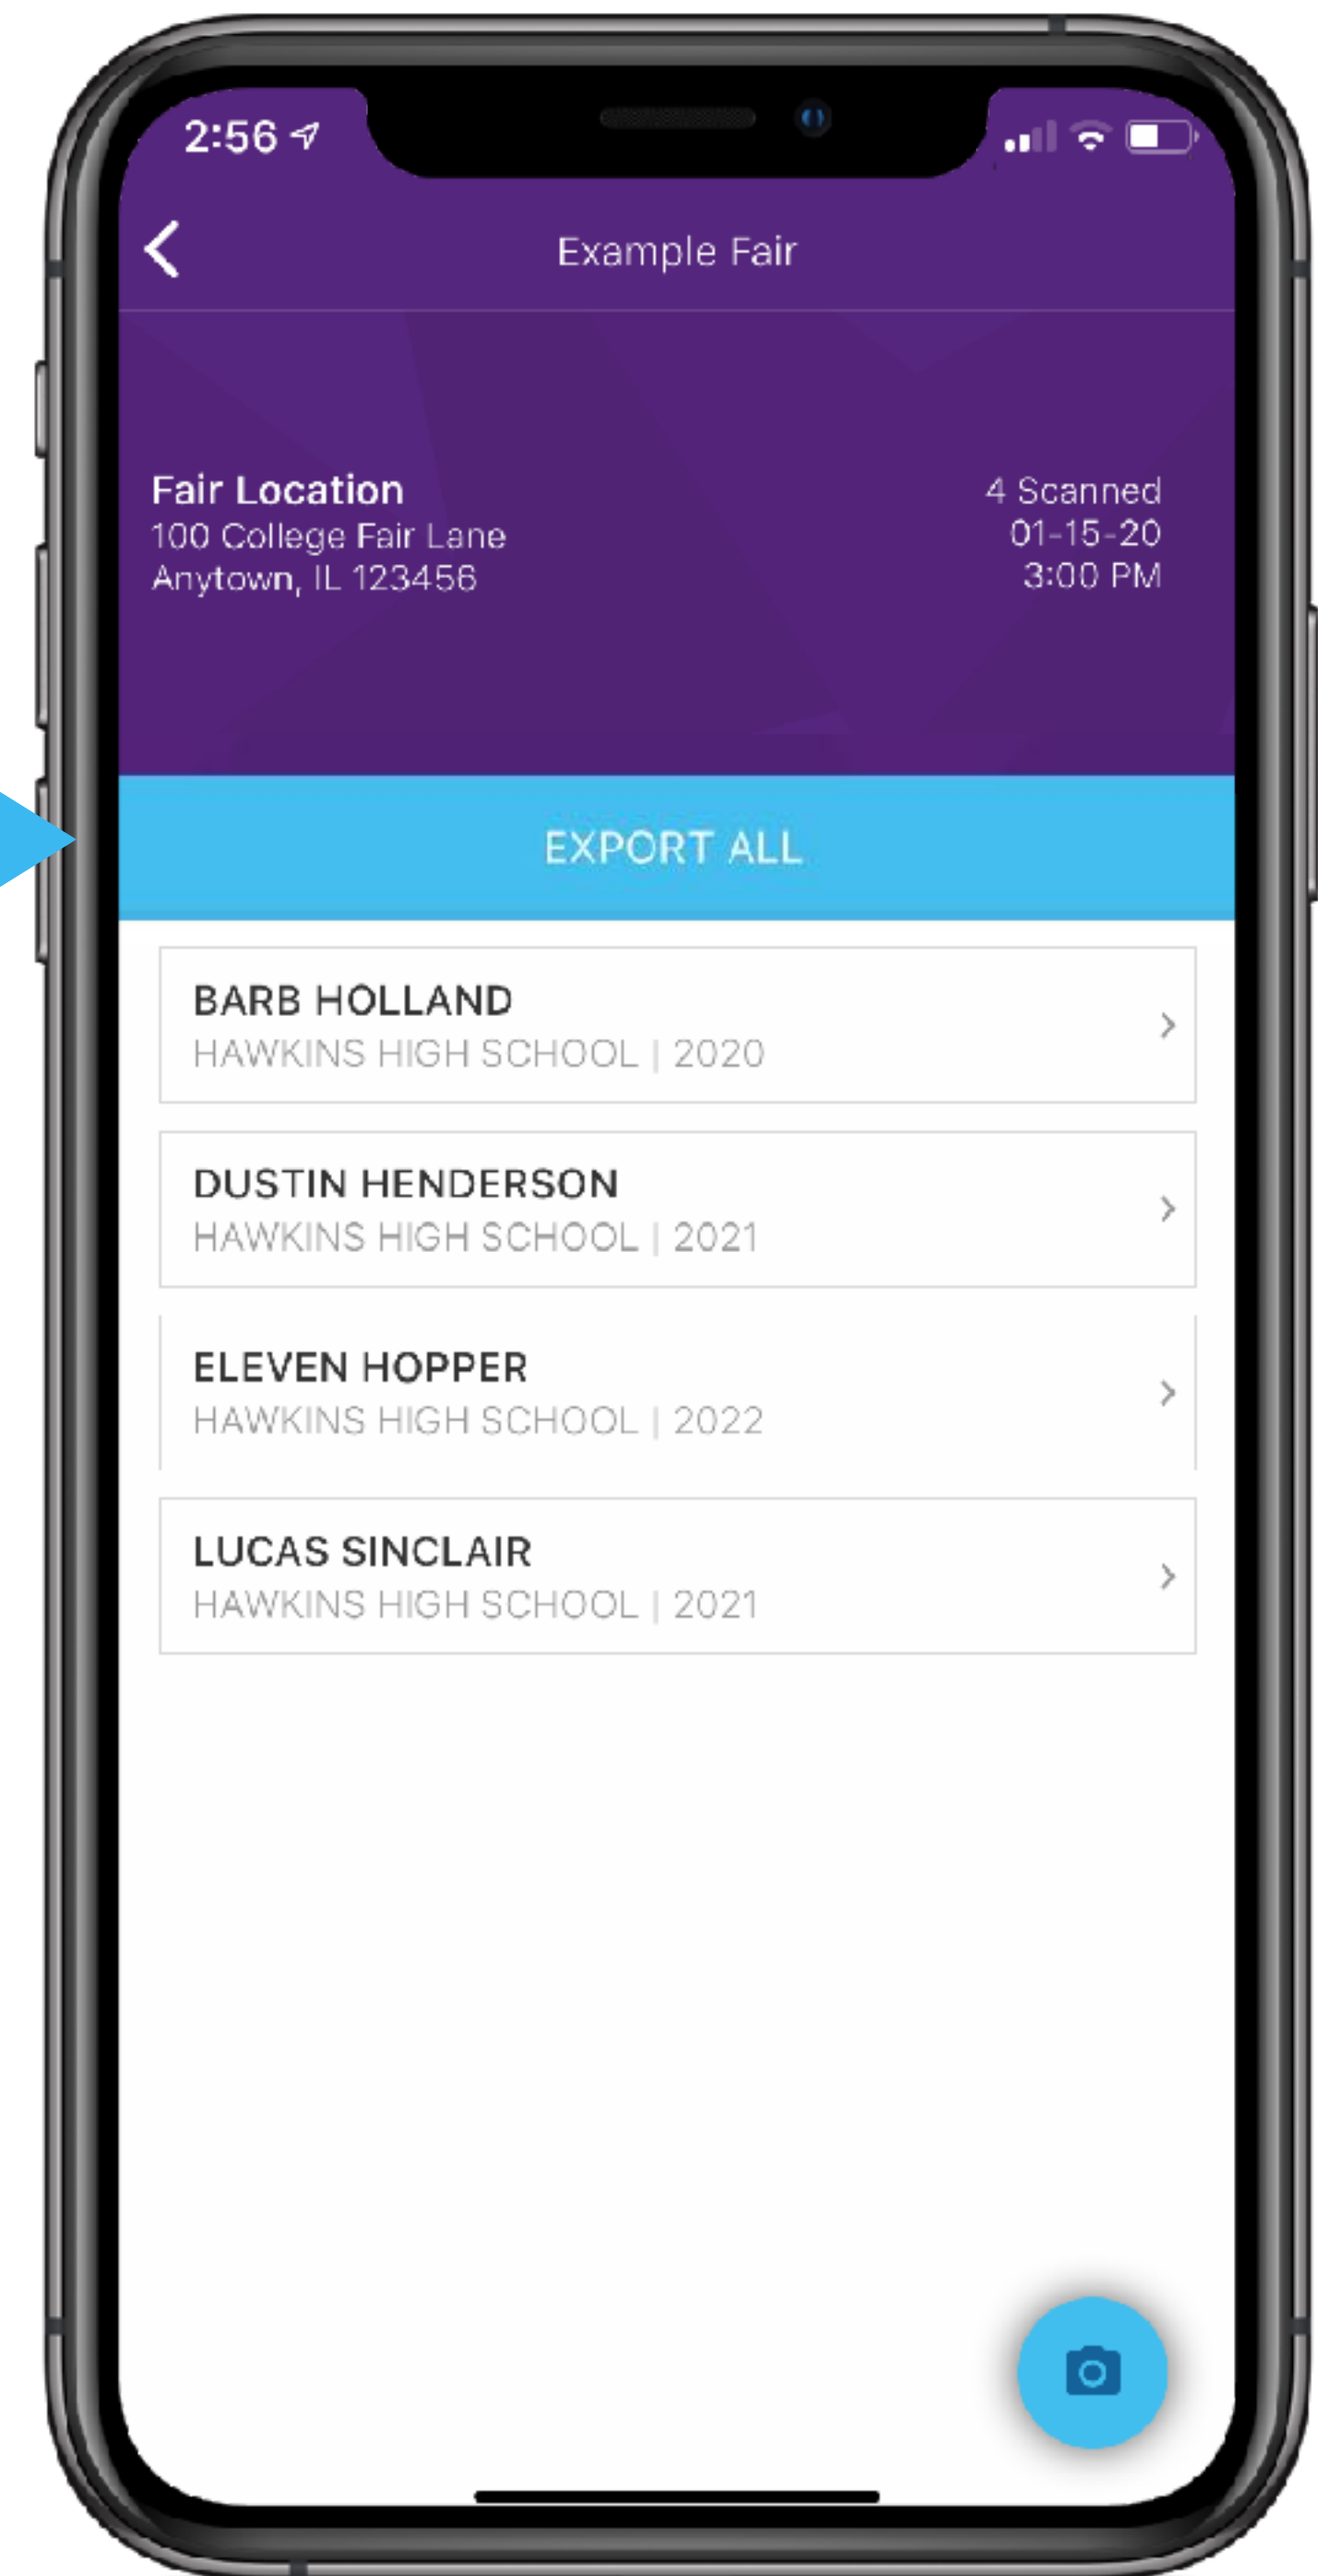 2:56
Example Fair
Fair Location
100 College Fair Lane
Anytown, IL 123456
4 Scanned
01-15-20
3:00 PM
EXPORT ALL
BARB HOLLAND
HAWKINS HIGH SCHOOL | 2020
DUSTIN HENDERSON
HAWKINS HIGH SCHOOL | 2021
ELEVEN HOPPER
HAWKINS HIGH SCHOOL | 2022
LUCAS SINCLAIR
HAWKINS HIGH SCHOOL | 2021